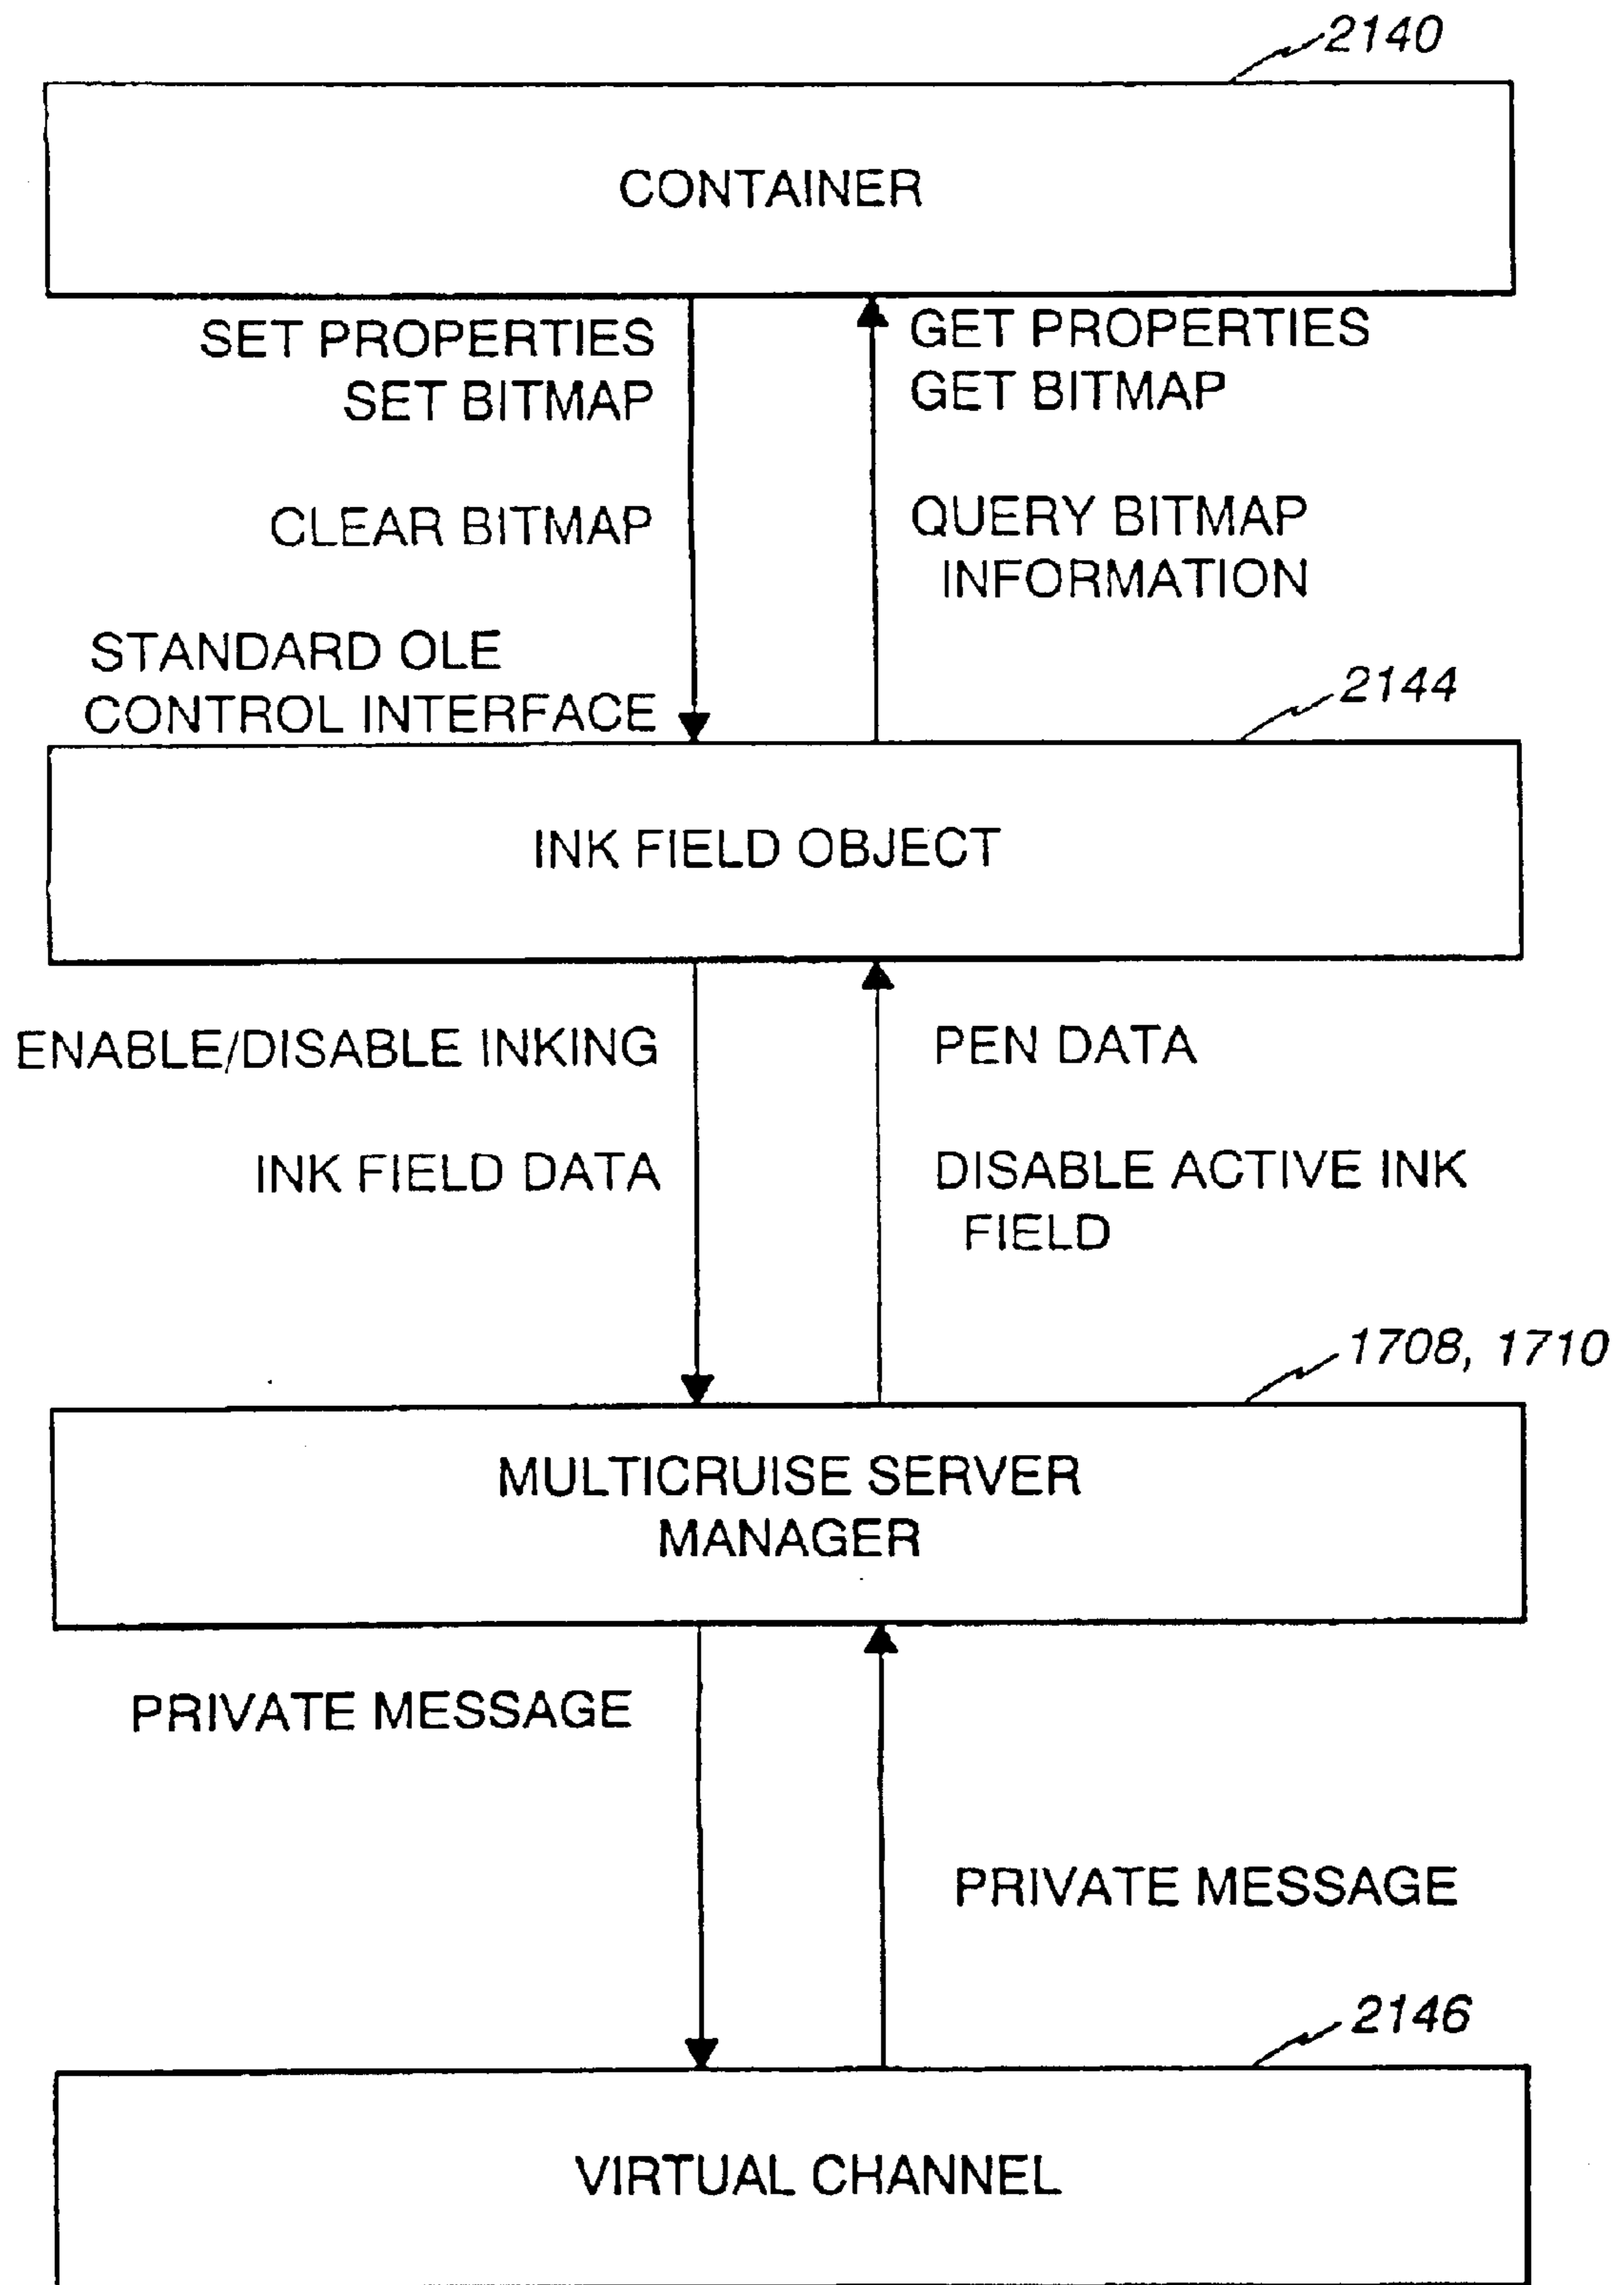 2140
CONTAINER
SET PROPERTIES
SET BITMAP
GET PROPERTIES
GET BITMAP
CLEAR BITMAP
QUERY BITMAP
INFORMATION
STANDARD OLE
CONTROL INTERFACE
2144
INK FIELD OBJECT
ENABLE/DISABLE INKING
PEN DATA
INK FIELD DATA
DISABLE ACTIVE INK
FIELD
1708, 1710
MULTICRUISE SERVER
MANAGER
PRIVATE MESSAGE
PRIVATE MESSAGE
2146
VIRTUAL CHANNEL